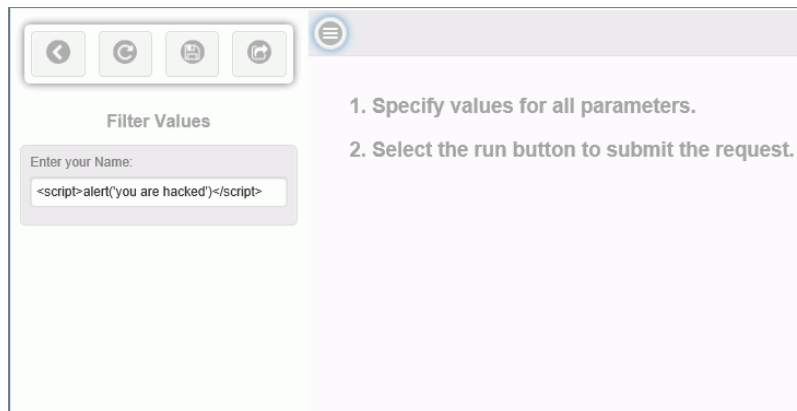 Filter Values
Enter your Name:
<script>alert('you are hacked')</script>
1. Specify values for all parameters.
2. Select the run button to submit the request.